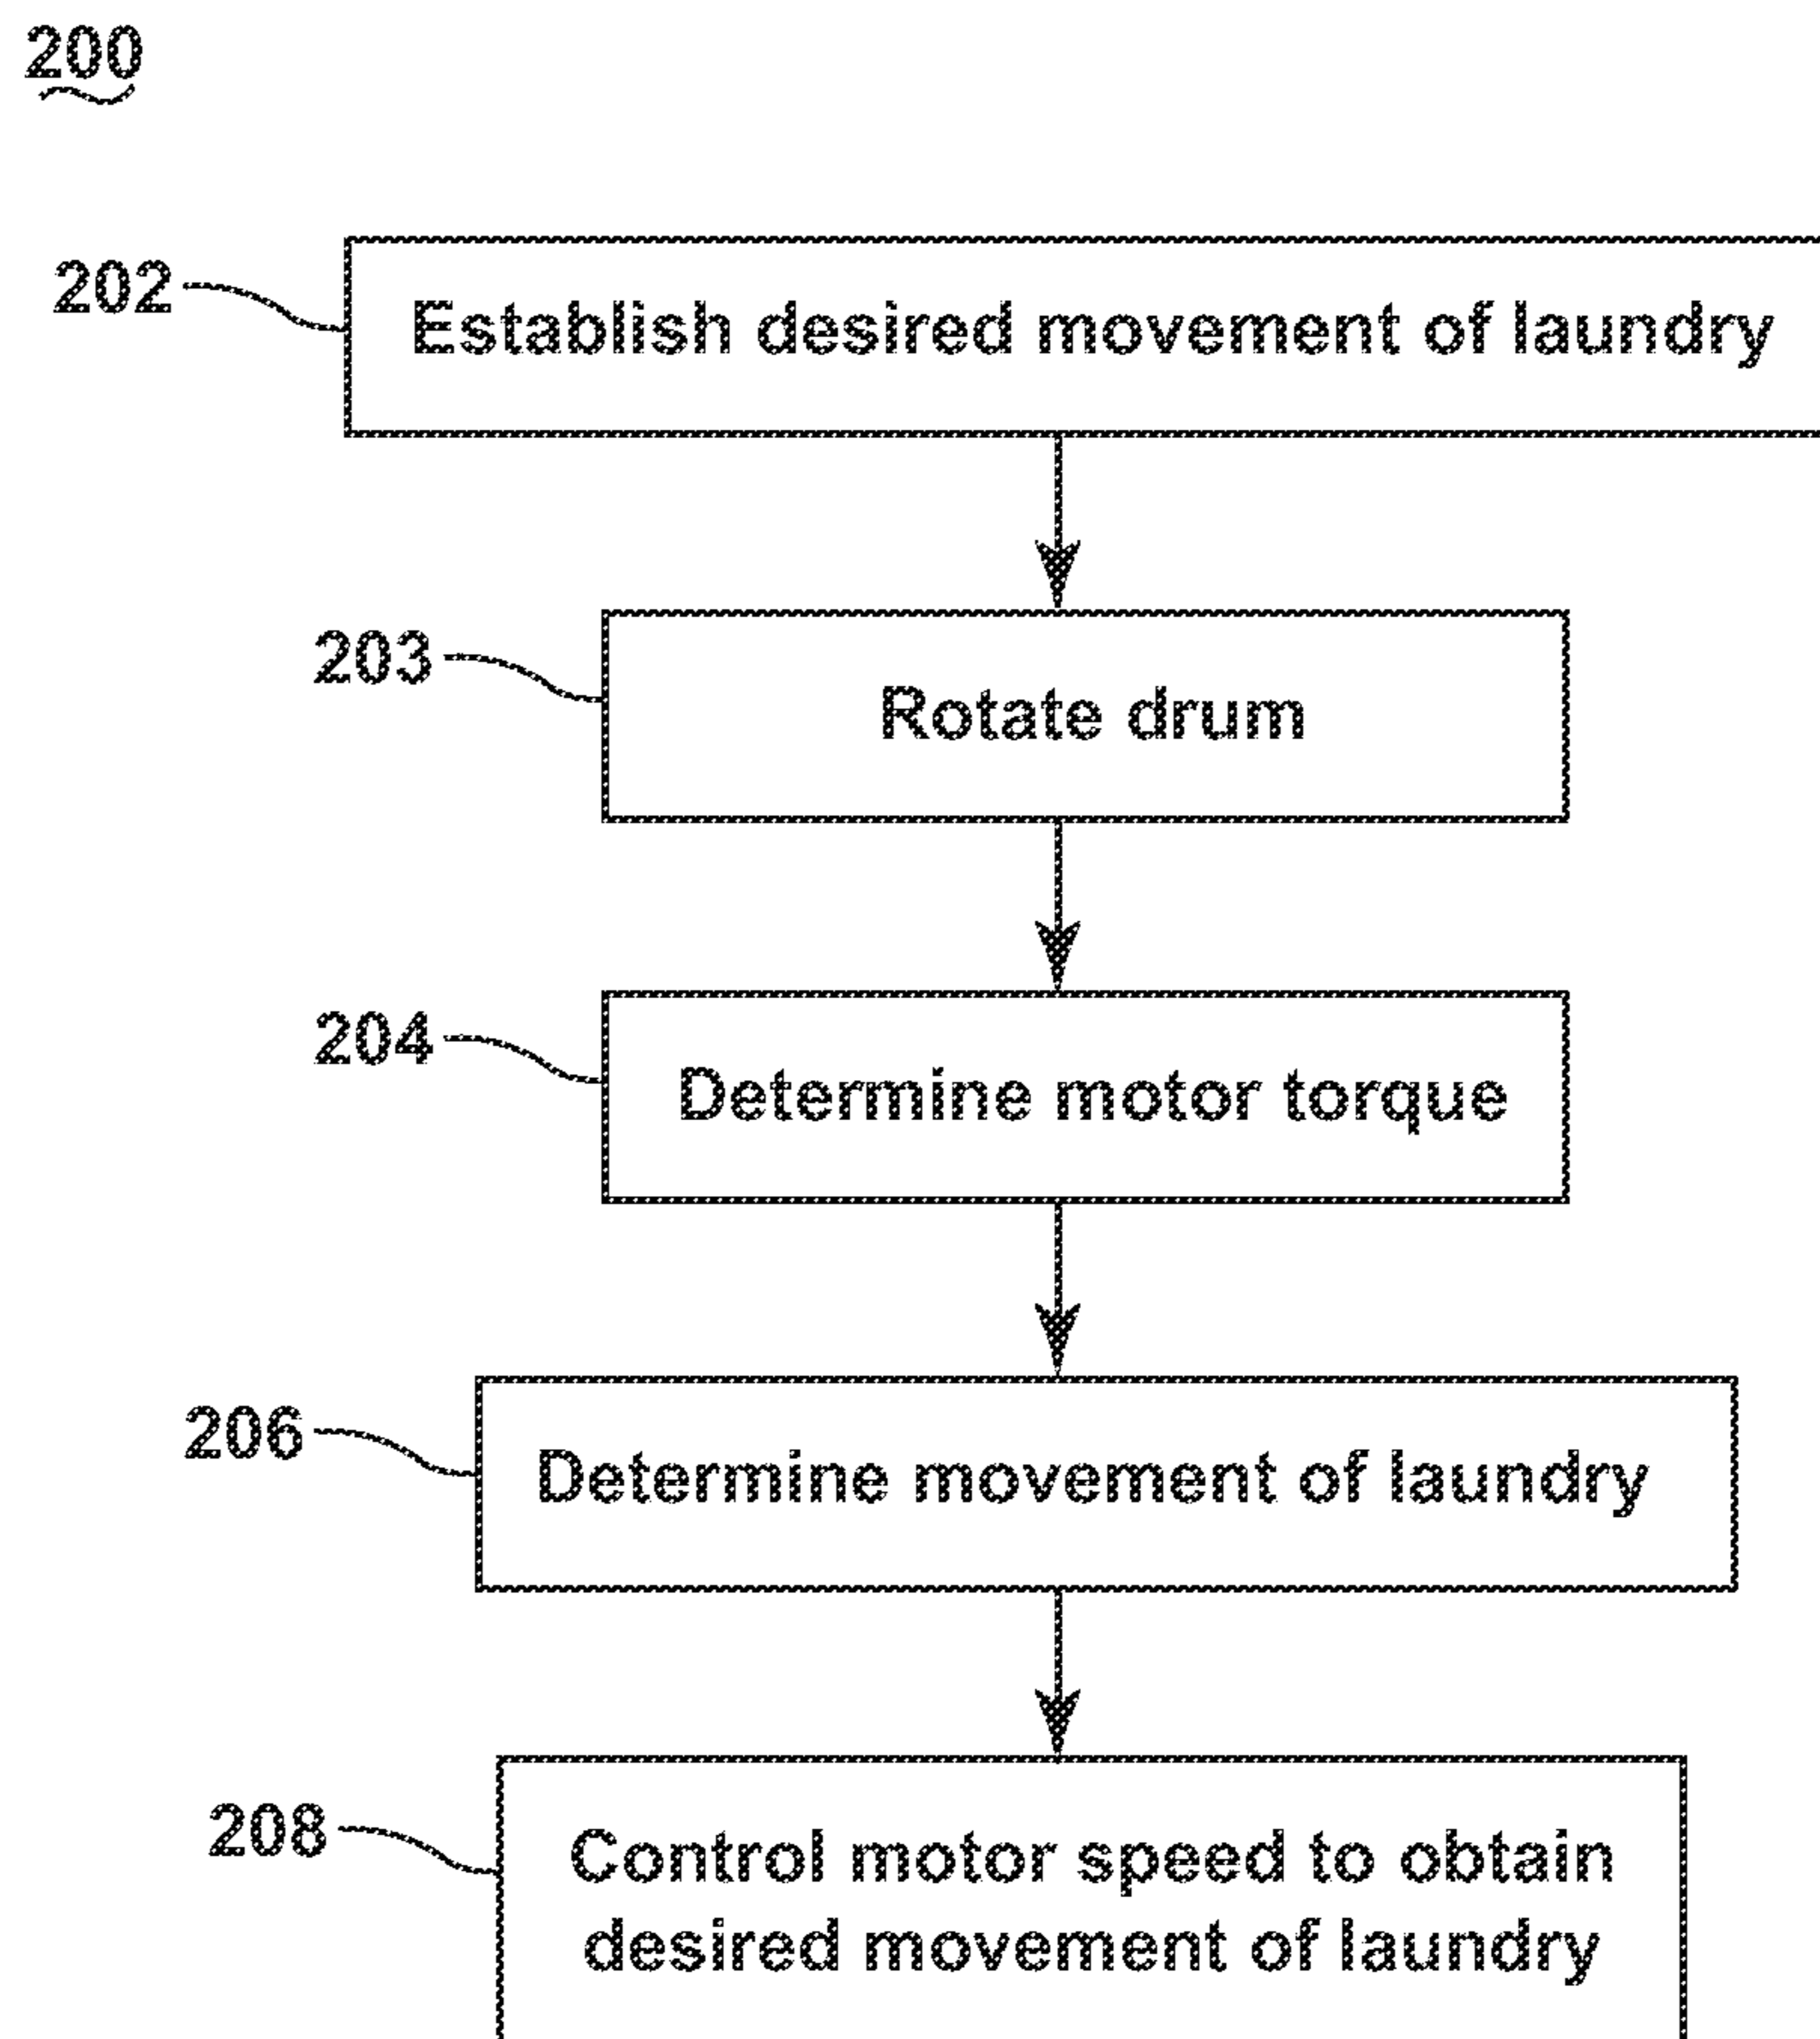 200
202 Establish desired movement of laundry
203 Rotate drum
204 Determine motor torque
206 Determine movement of laundry
208 Control motor speed to obtain
desired movement of laundry